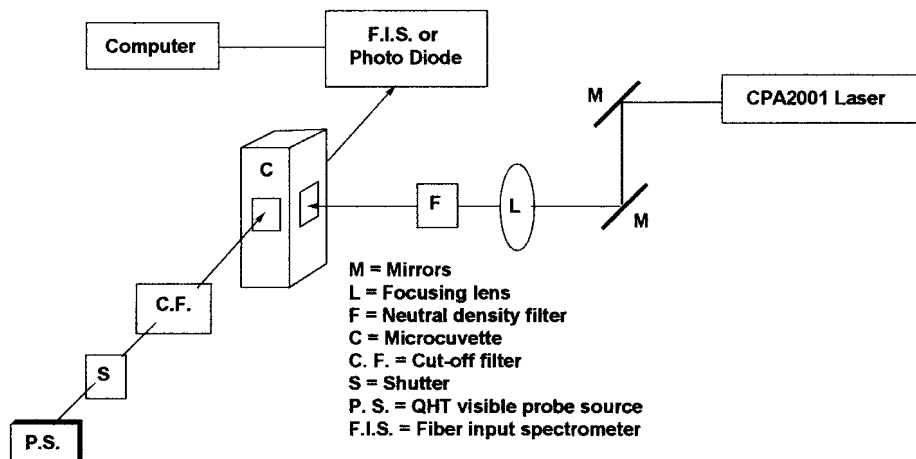 Computer
F.I.S. or
Photo Diode
CPA2001 Laser
M
C
F
L
M
C.F.
S
P.S.
M = Mirrors
L = Focusing lens
F = Neutral density filter
C = Microcuvette
C. F. = Cut-off filter
S = Shutter
P. S. = QHT visible probe source
F.I.S. = Fiber input spectrometer